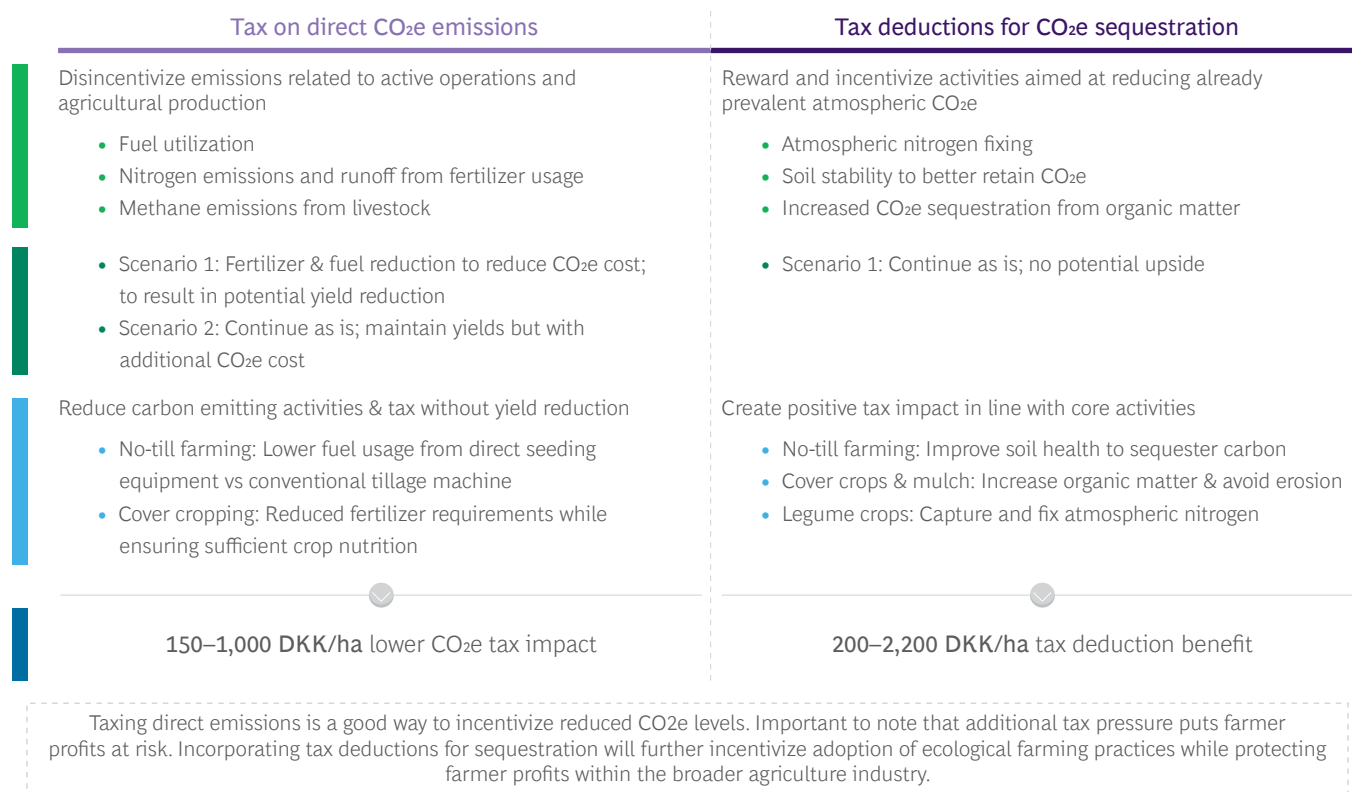 Tax on direct CO₂e emissions
Tax deductions for CO₂e sequestration
Disincentivize emissions related to active operations and
agricultural production
• Fuel utilization
• Nitrogen emissions and runoff from fertilizer usage
• Methane emissions from livestock
Reward and incentivize activities aimed at reducing already
prevalent atmospheric CO₂e
• Atmospheric nitrogen fixing
• Soil stability to better retain CO₂e
• Increased CO₂e sequestration from organic matter
• Scenario 1: Fertilizer & fuel reduction to reduce CO₂e cost;
to result in potential yield reduction
• Scenario 2: Continue as is; maintain yields but with
additional CO₂e cost
• Scenario 1: Continue as is; no potential upside
Reduce carbon emitting activities & tax without yield reduction
• No-till farming: Lower fuel usage from direct seeding
equipment vs conventional tillage machine
• Cover cropping: Reduced fertilizer requirements while
ensuring sufficient crop nutrition
Create positive tax impact in line with core activities
• No-till farming: Improve soil health to sequester carbon
• Cover crops & mulch: Increase organic matter & avoid erosion
• Legume crops: Capture and fix atmospheric nitrogen
150–1,000 DKK/ha lower CO₂e tax impact
200–2,200 DKK/ha tax deduction benefit
Taxing direct emissions is a good way to incentivize reduced CO2e levels. Important to note that additional tax pressure puts farmer
profits at risk. Incorporating tax deductions for sequestration will further incentivize adoption of ecological farming practices while protecting
farmer profits within the broader agriculture industry.